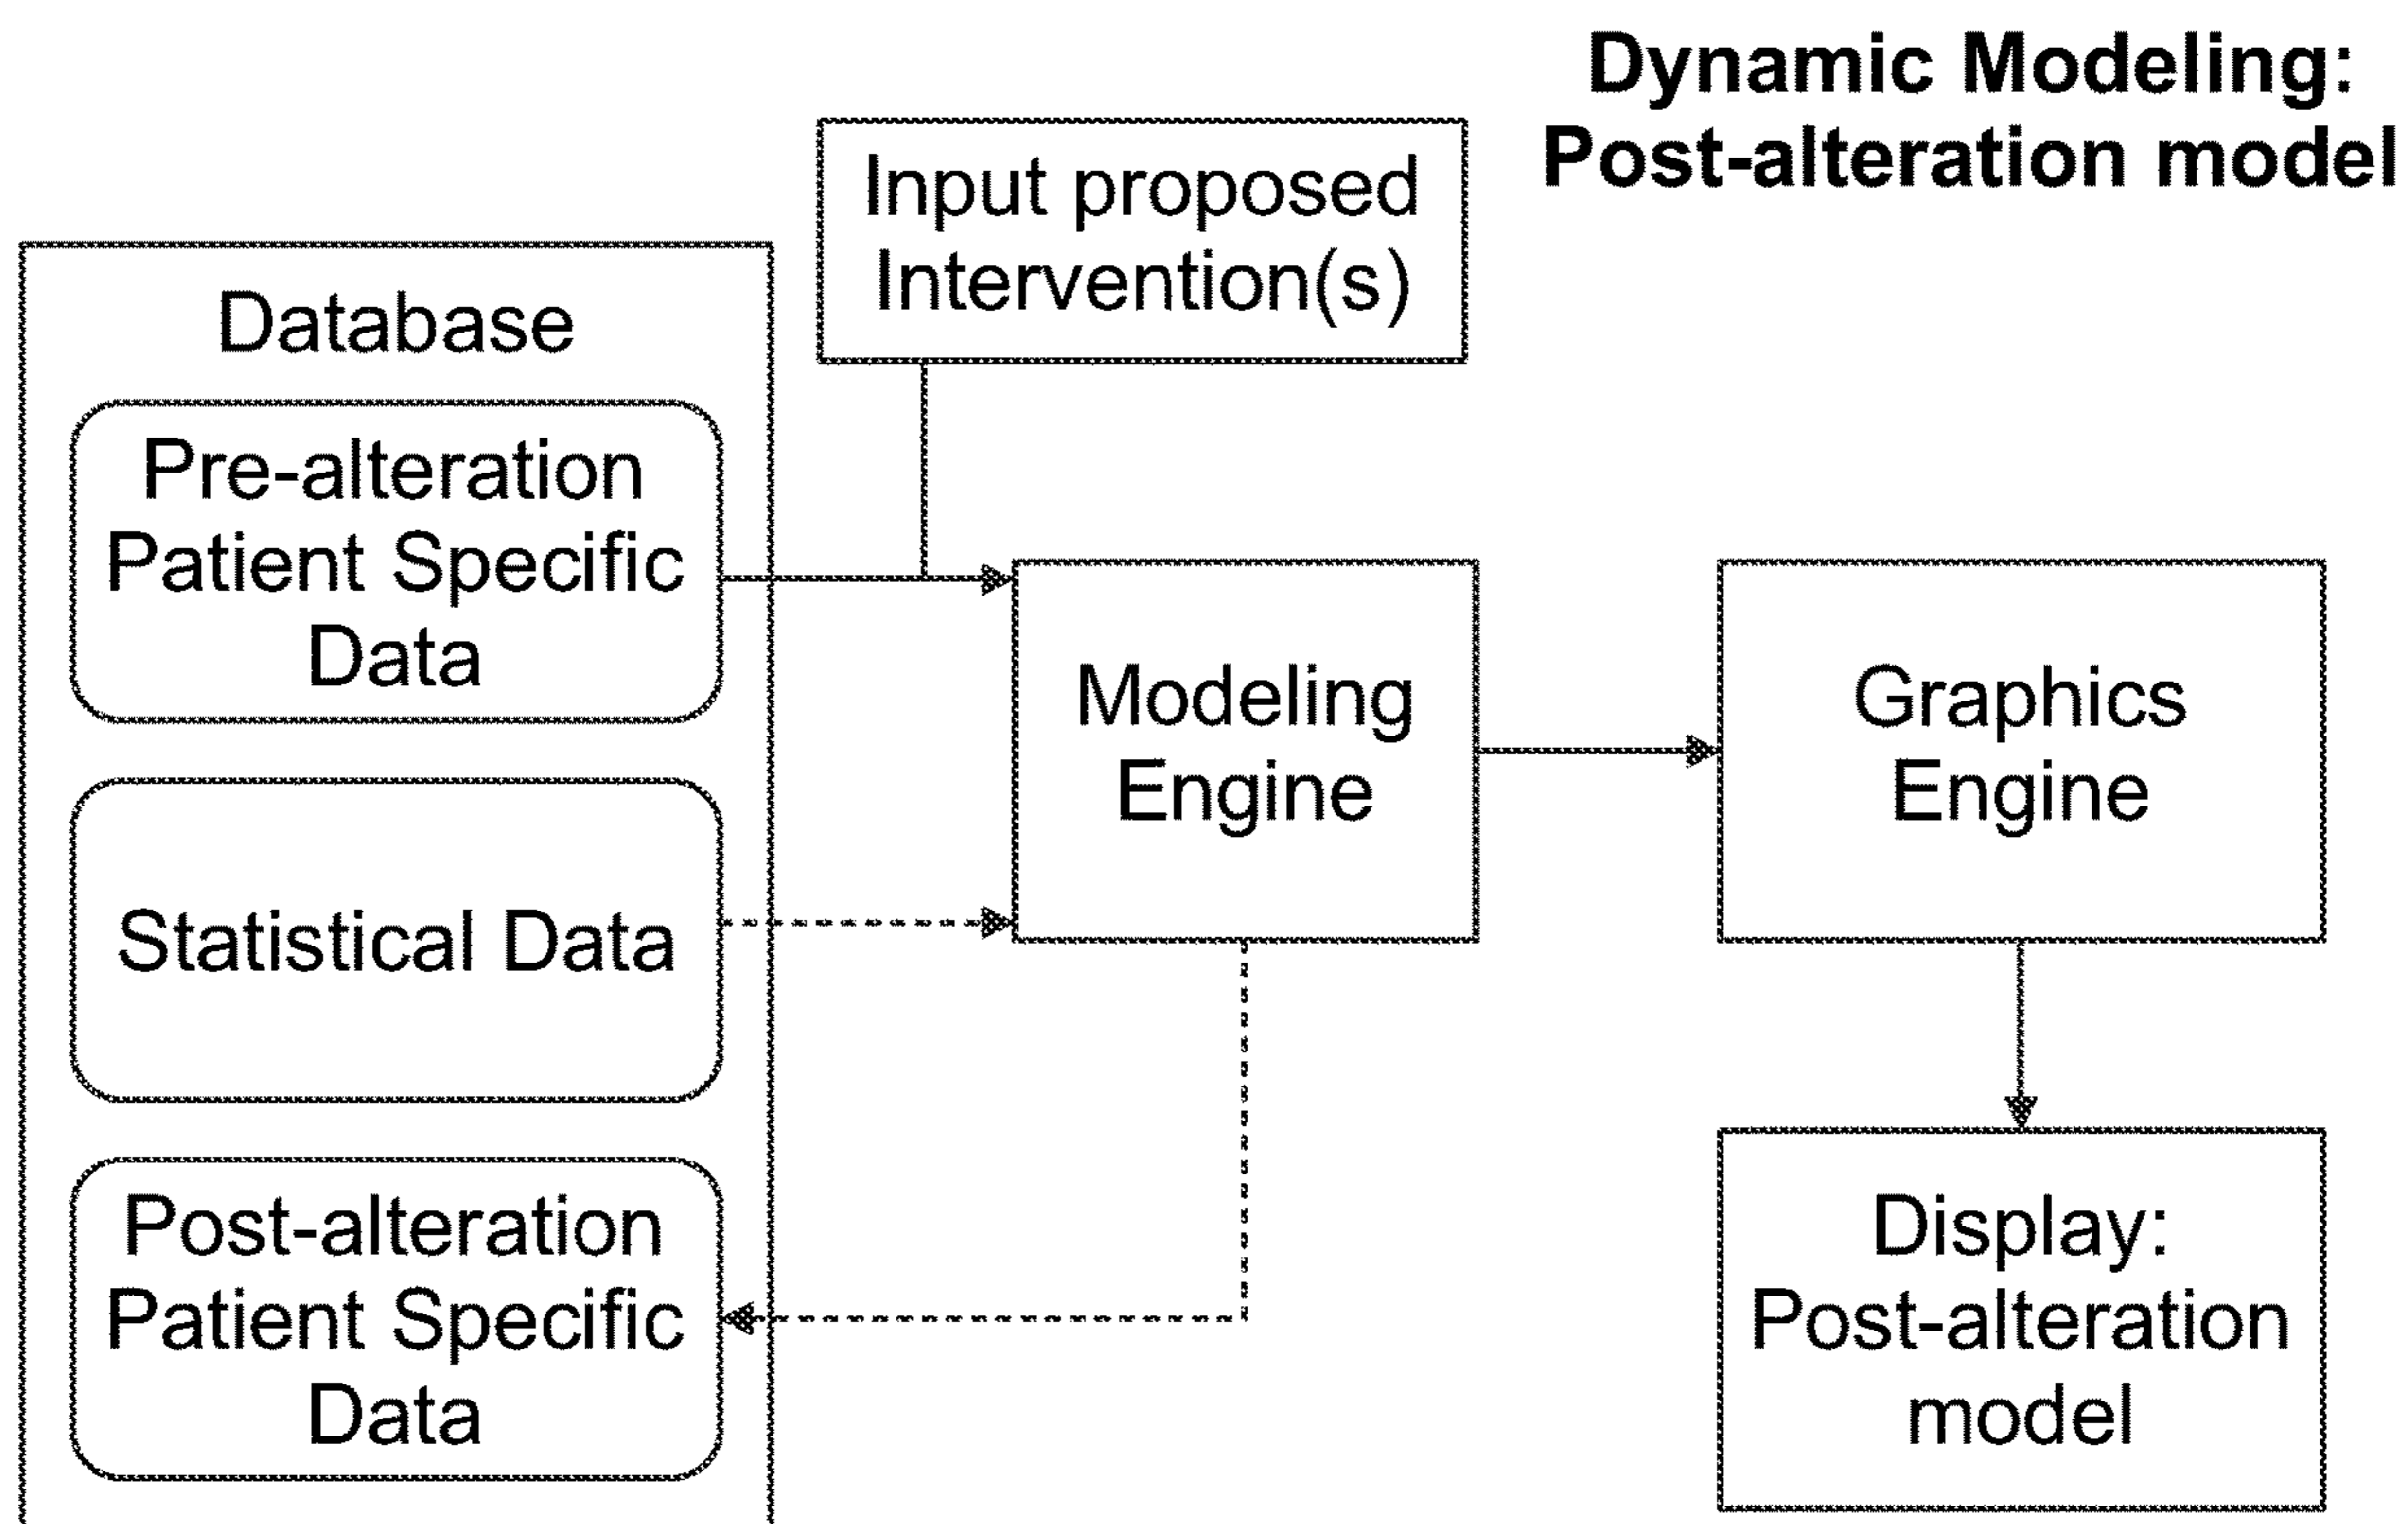 Dynamic Modeling:
Post-alteration model
Input proposed
Intervention(s)
Database
Pre-alteration
Patient Specific
Data
Statistical Data
Post-alteration
Patient Specific
Data
Modeling
Engine
Graphics
Engine
Display:
Post-alteration
model